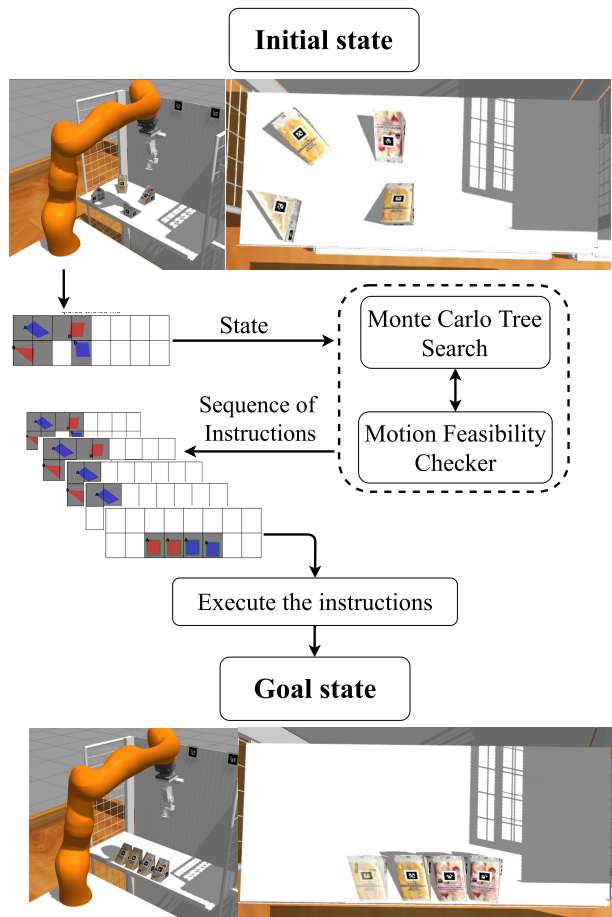 Initial state
State
Monte Carlo Tree
Search
Sequence of
Instructions
Motion Feasibility
Checker
Execute the instructions
Goal state